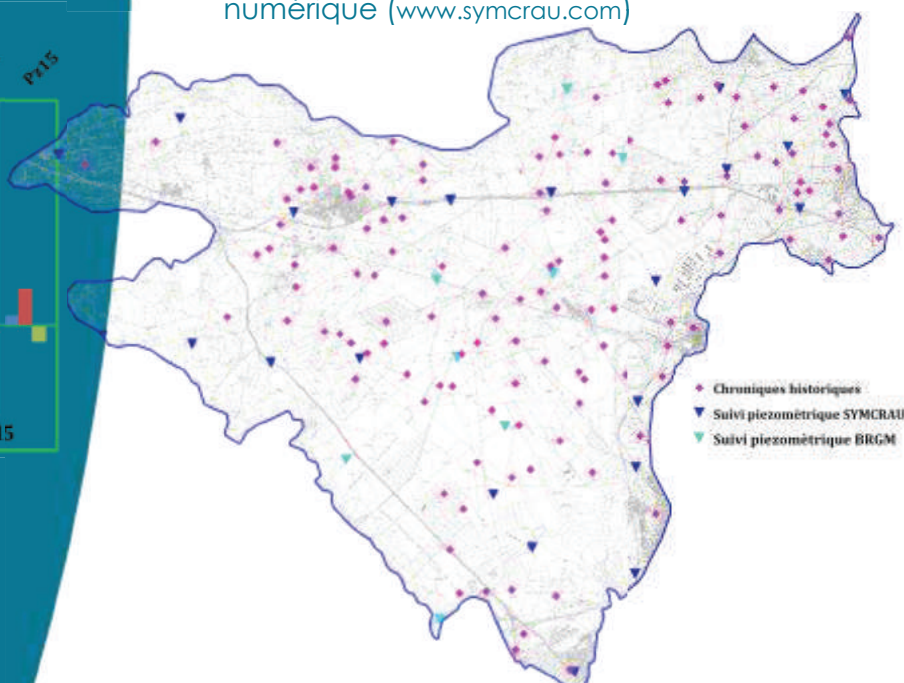 numérique (www.symcrau.com)
Pz15
15
Chroniques historiques
Suivi piezométrique SYMCRAU
Suivi piezométrique BRGM